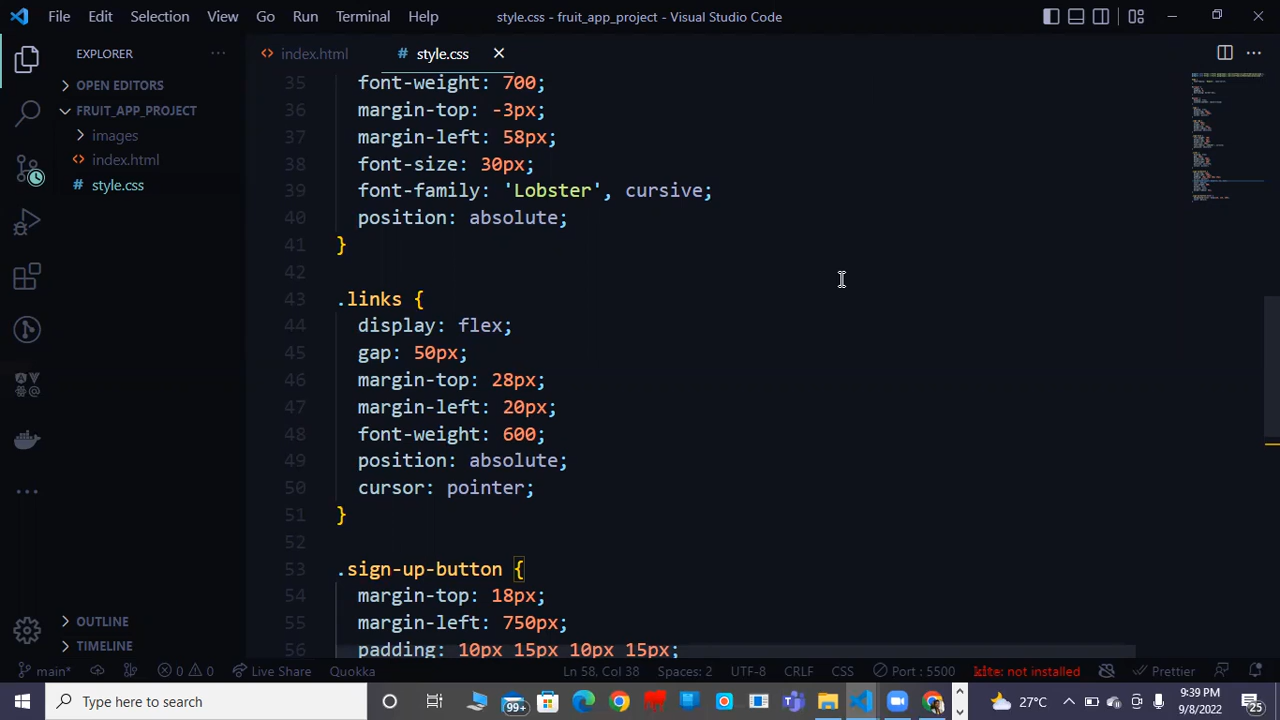 File Edit Selection View Go Run Terminal Help style.css - fruit_app_project - Visual Studio Code
EXPLORER
OPEN EDITORS
FRUIT_APP_PROJECT
images
index.html
style.css
OUTLINE
TIMELINE
index.html # style.css
35 font-weight: 700;
36 margin-top: -3px;
37 margin-left: 58px;
38 font-size: 30px;
39 font-family: 'Lobster', cursive;
40 position: absolute;
41 }
42
43 .links {
44 display: flex;
45 gap: 50px;
46 margin-top: 28px;
47 margin-left: 20px;
48 font-weight: 600;
49 position: absolute;
50 cursor: pointer;
51 }
52
53 .sign-up-button {
54 margin-top: 18px;
55 margin-left: 750px;
56 padding: 10px 15px 10px 15px;
main* 0 0 Live Share Quokka Ln 58, Col 38 Spaces: 2 UTF-8 CRLF CSS Port : 5500 kite: not installed Prettier
Type here to search 99+ 27°C 9:39 PM
9/8/2022 25